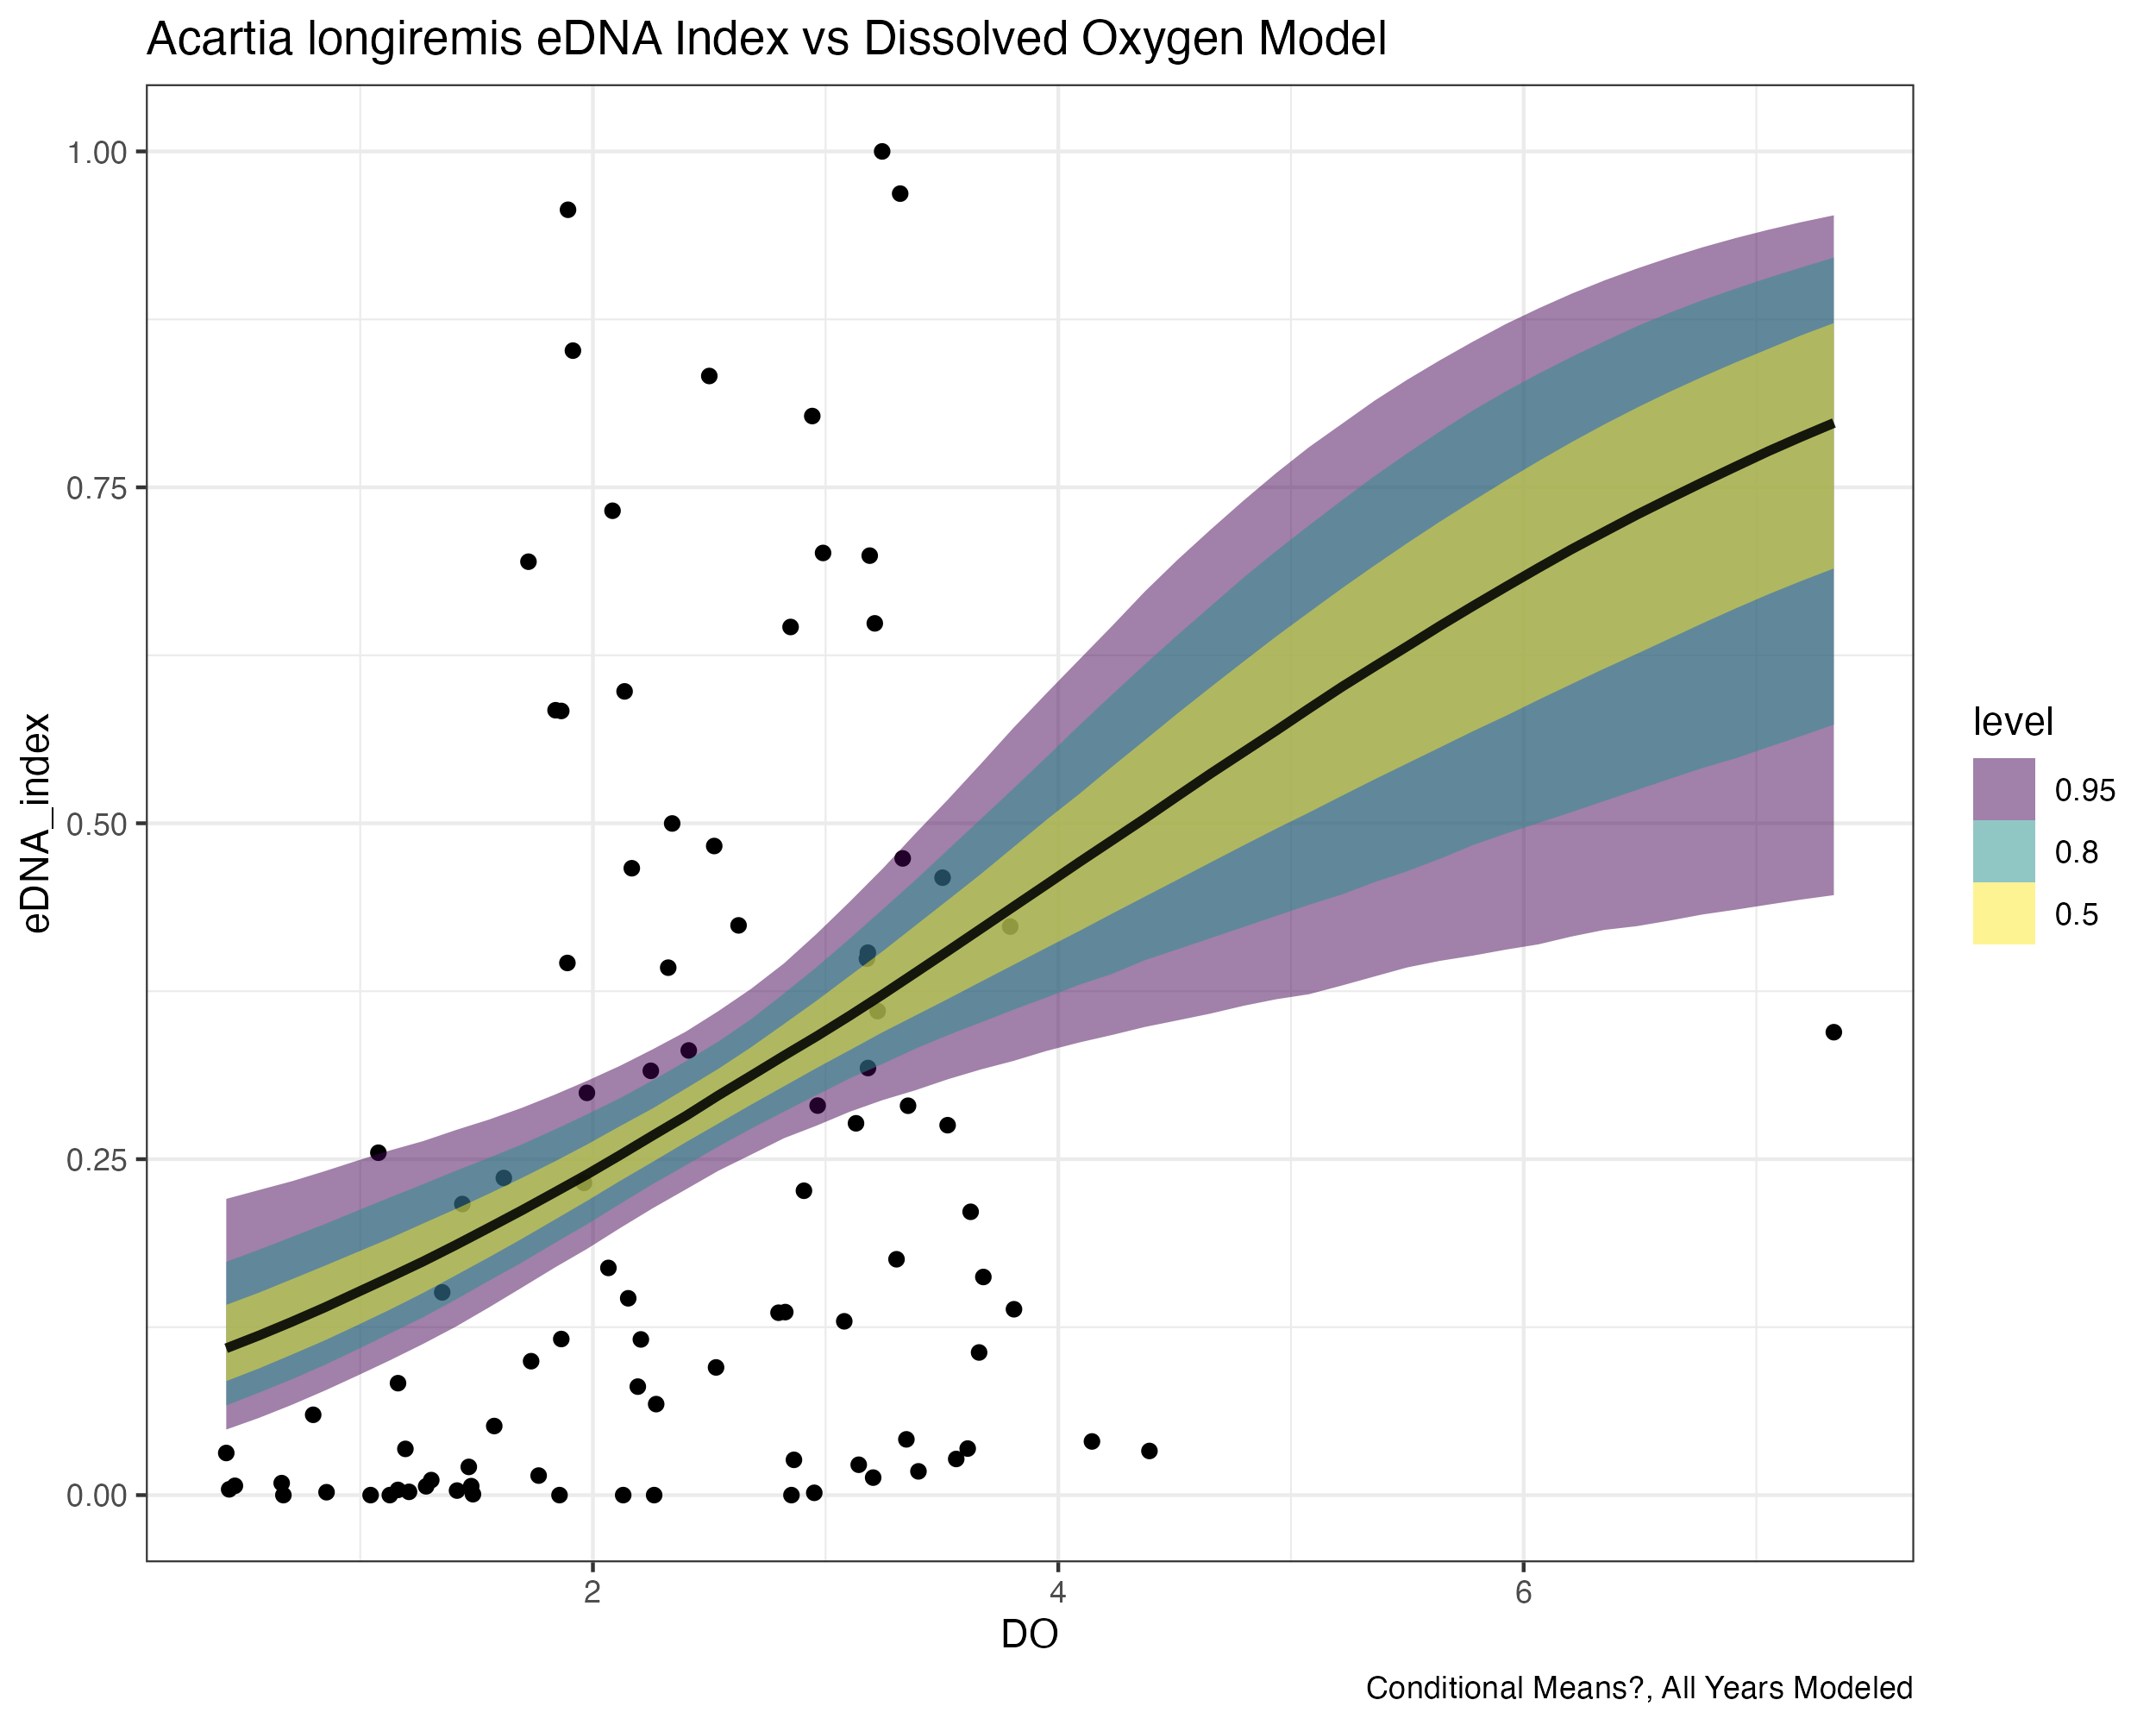 Acartia longiremis eDNA Index vs Dissolved Oxygen Model
1.00
0.75
0.50
0.25
0.00
eDNA_index
2 4 6
DO
level
0.95
0.8
0.5
Conditional Means?, All Years Modeled